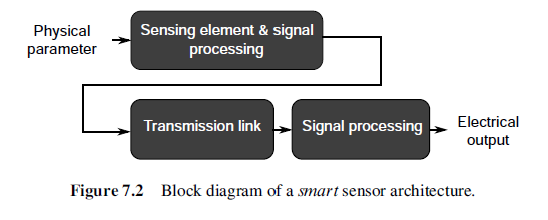 Physical
parameter
Sensing element & signal
processing
Transmission link
Signal processing
Electrical
output
Figure 7.2 Block diagram of a smart sensor architecture.